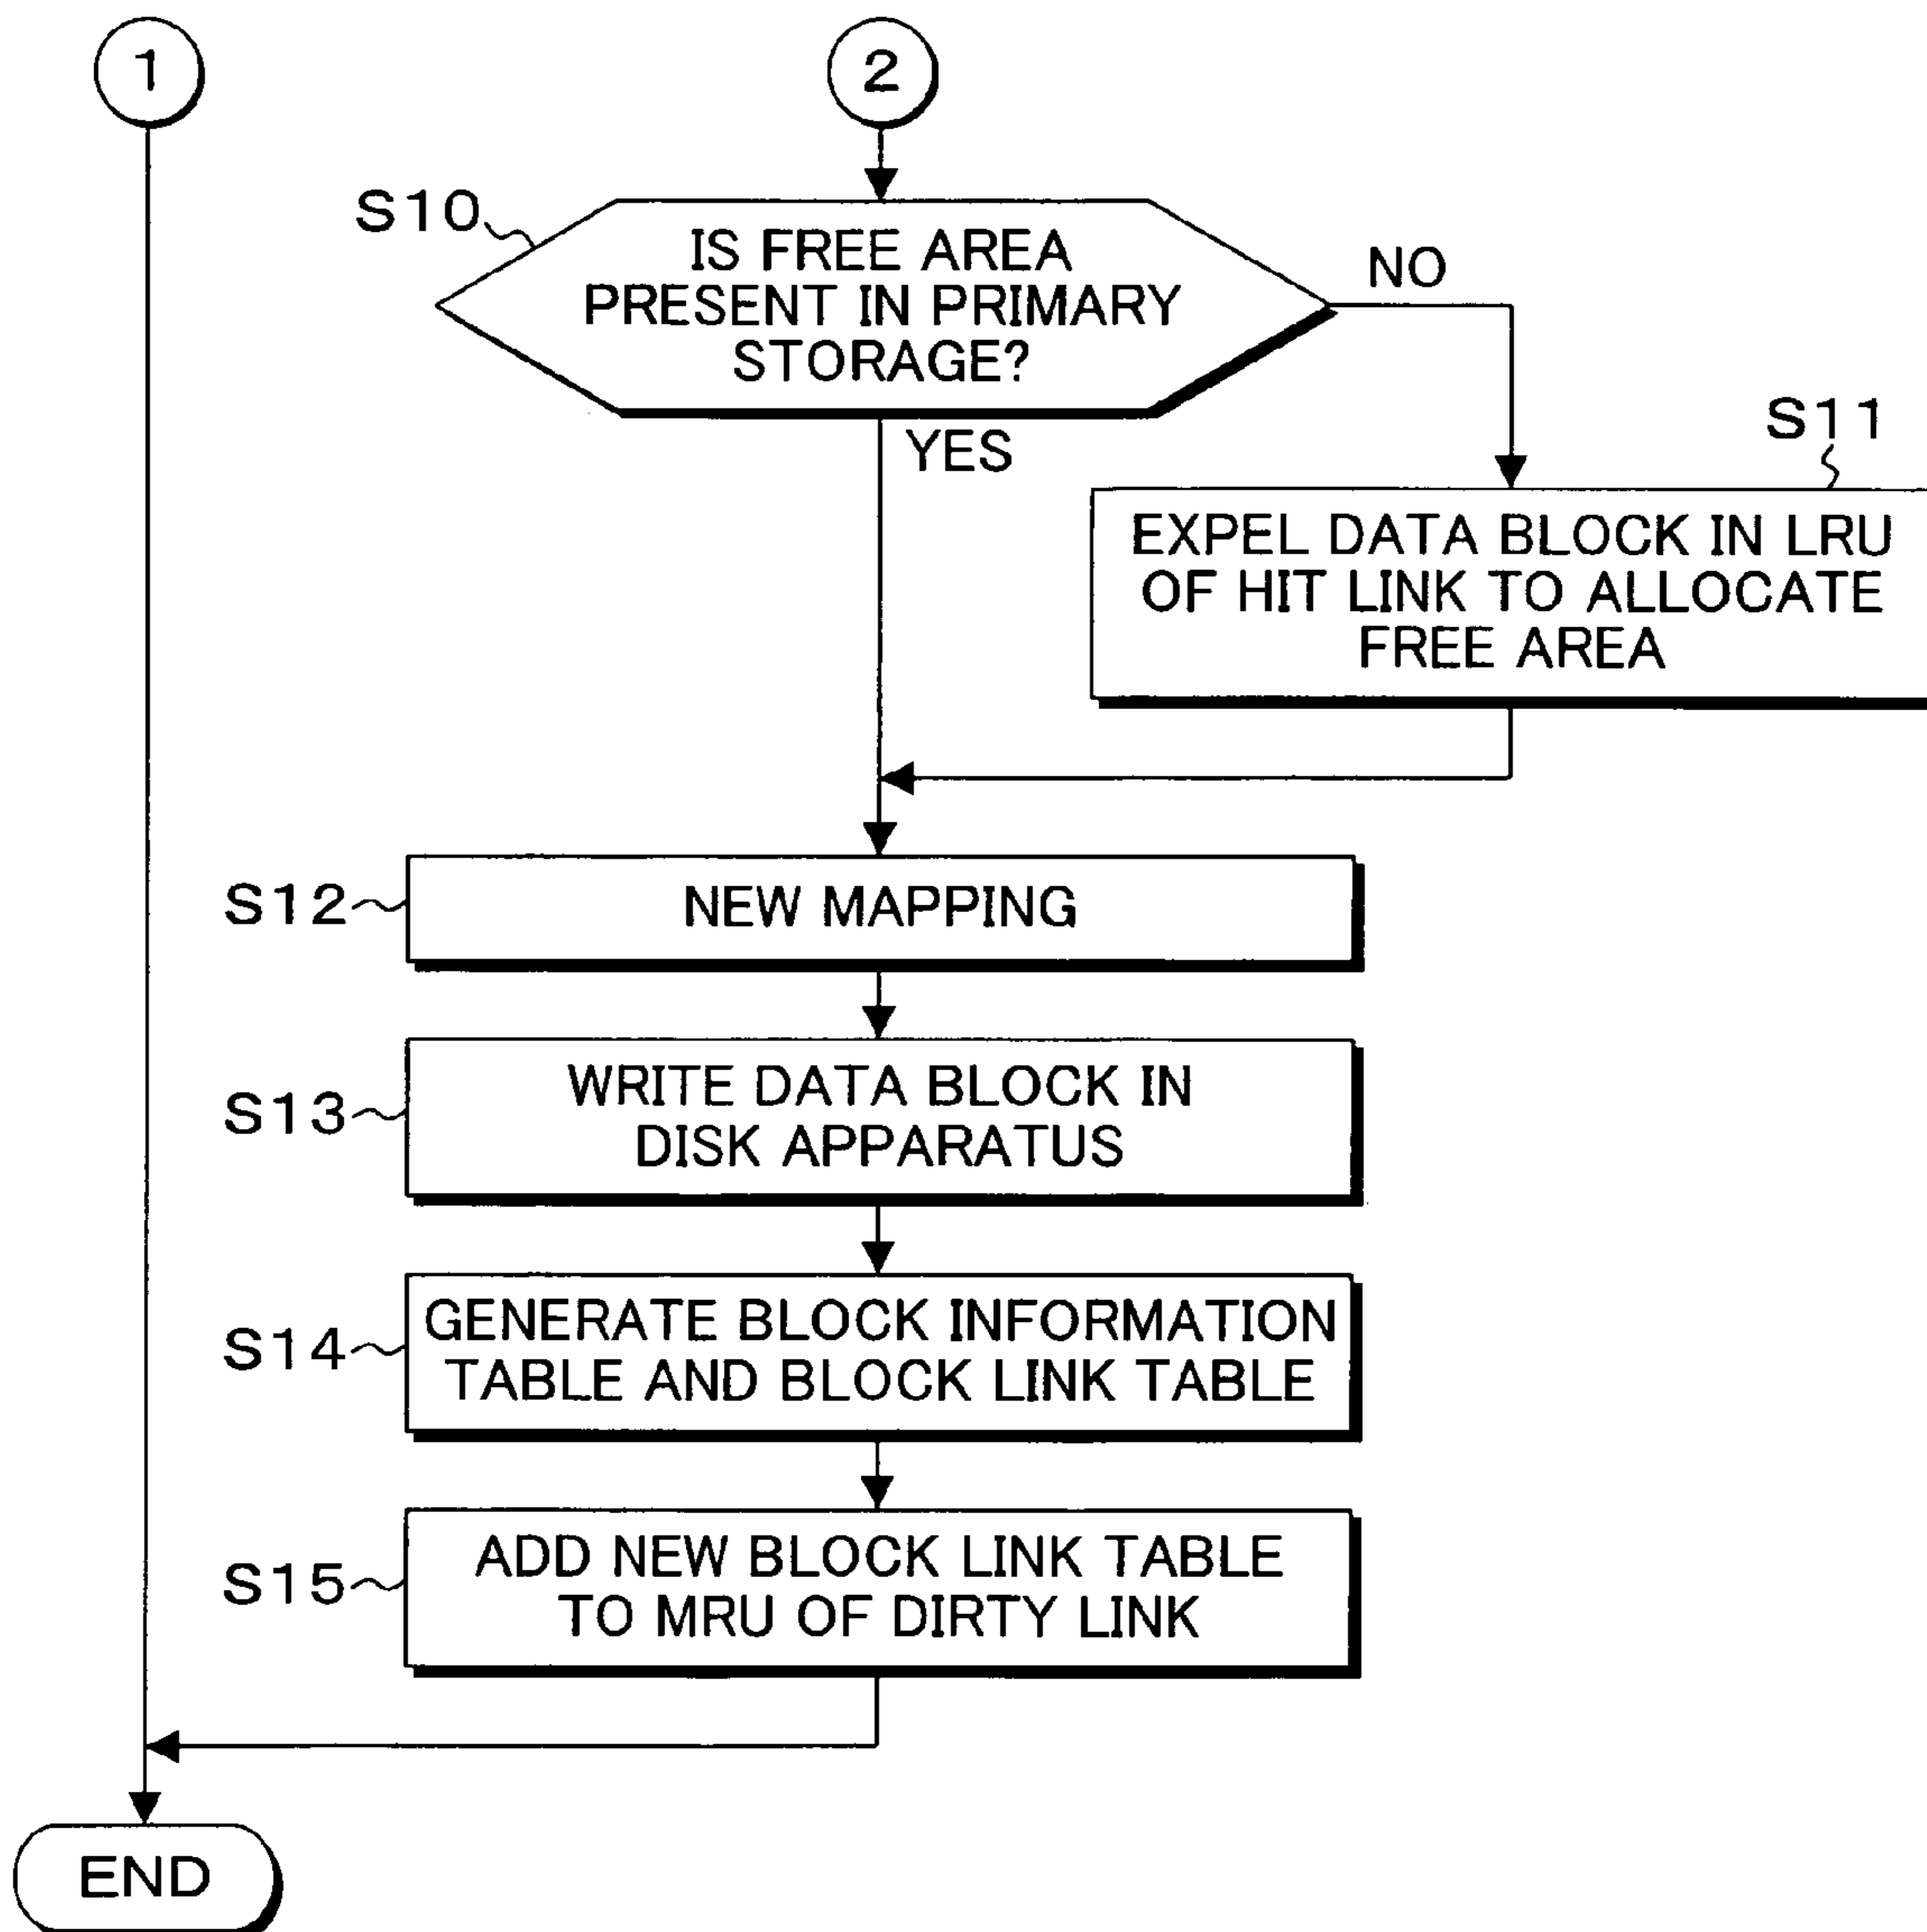 1
2
S10
IS FREE AREA
PRESENT IN PRIMARY
STORAGE?
NO
YES
S11
EXPEL DATA BLOCK IN LRU
OF HIT LINK TO ALLOCATE
FREE AREA
S12
NEW MAPPING
S13
WRITE DATA BLOCK IN
DISK APPARATUS
S14
GENERATE BLOCK INFORMATION
TABLE AND BLOCK LINK TABLE
S15
ADD NEW BLOCK LINK TABLE
TO MRU OF DIRTY LINK
END